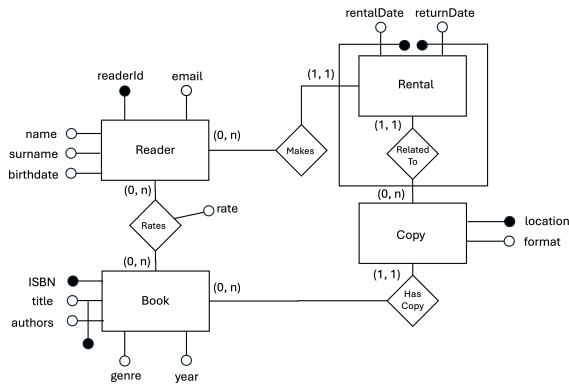 rentalDate returnDate
readerId email
(1, 1)
Rental
name
(0, n)
(1, 1)
surname
Reader
Makes
Related
To
birthdate
(0, n)
(0, n)
rate
Rates
Copy
location
format
(0, n)
(1, 1)
ISBN
(0, n)
title
Book
Has
Copy
authors
genre
year